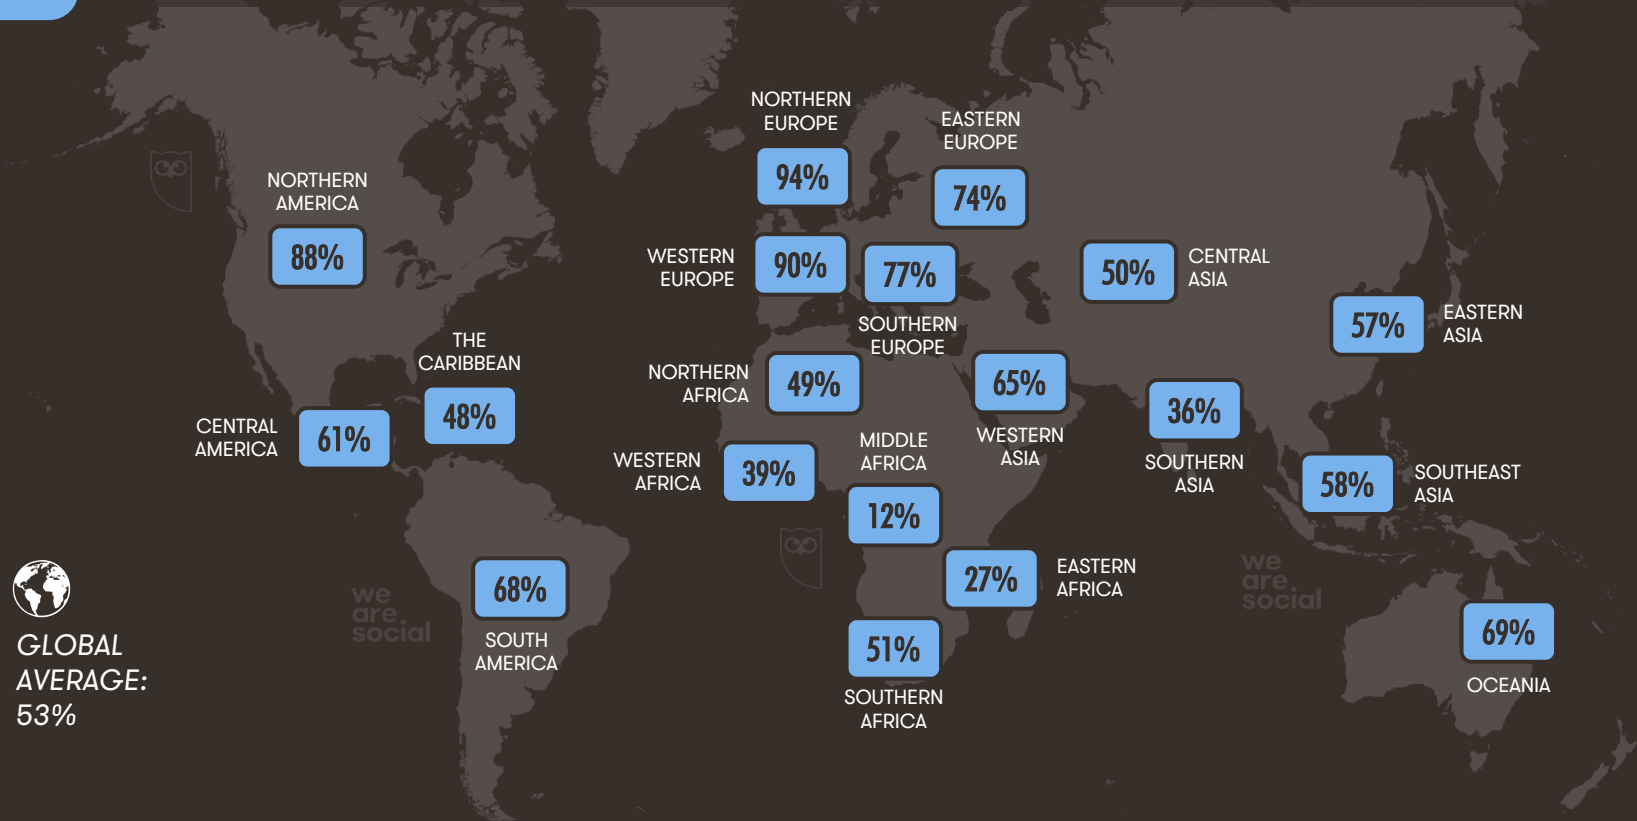 NORTHERN
EUROPE
94%
EASTERN
EUROPE
74%
NORTHERN
AMERICA
88%
WESTERN
EUROPE
90%
77%
SOUTHERN
EUROPE
50%
CENTRAL
ASIA
57%
EASTERN
ASIA
THE
CARIBBEAN
48%
CENTRAL
AMERICA
61%
NORTHERN
AFRICA
49%
65%
WESTERN
ASIA
36%
SOUTHERN
ASIA
WESTERN
AFRICA
39%
MIDDLE
AFRICA
12%
58%
SOUTHEAST
ASIA
27%
EASTERN
AFRICA
68%
SOUTH
AMERICA
51%
SOUTHERN
AFRICA
69%
OCEANIA
we
are
social
we
are
social
GLOBAL
AVERAGE:
53%